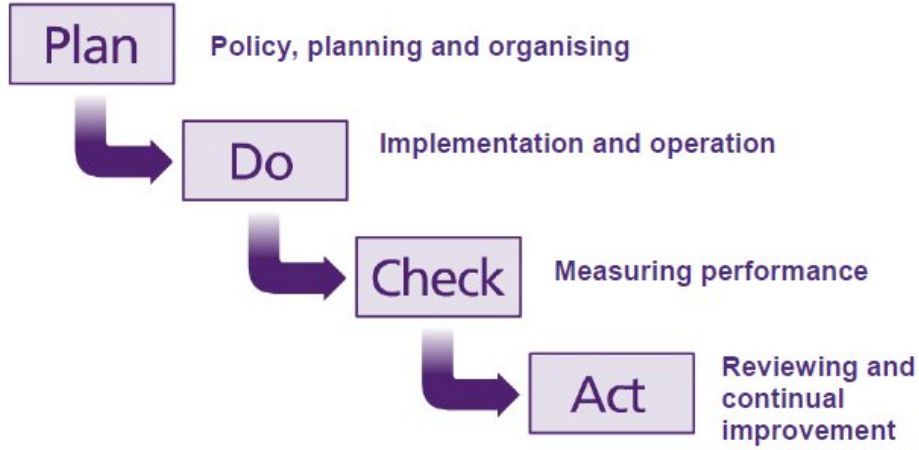 Plan
Policy, planning and organising
Do
Implementation and operation
Check
Measuring performance
Act
Reviewing and
continual
improvement